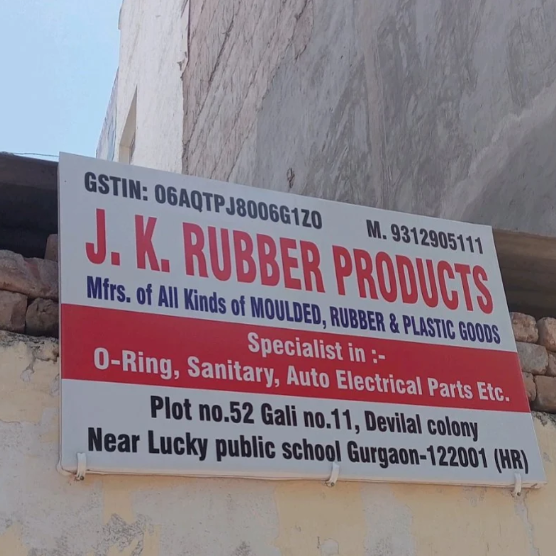 GSTIN: 06AQTPJ8006G1ZO M. 9312905111
J. K. RUBBER PRODUCTS
Mfrs. of All Kinds of MOULDED, RUBBER & PLASTIC GOODS
Specialist in :-
O-Ring, Sanitary, Auto Electrical Parts Etc.
Plot no.52 Gali no.11, Devilal colony
Near Lucky public school Gurgaon-122001 (HR)